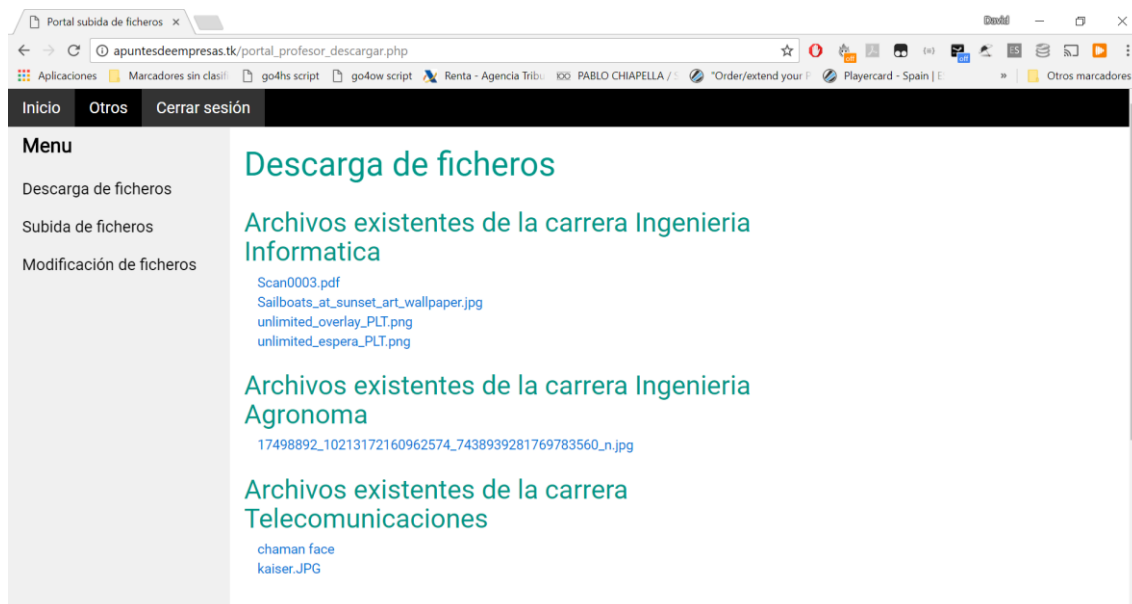 Portal subida de ficheros
David
apuntesdeempresas.tk/portal_profesor_descargar.php
Aplicaciones Marcadores sin clasifi go4hs script go4ow script Renta - Agencia Tribu PABLO CHIAPELLA / S "Order/extend your P Playercard - Spain | E » Otros marcadores
Inicio Otros Cerrar sesión
Menu
Descarga de ficheros
Subida de ficheros
Modificación de ficheros
Descarga de ficheros
Archivos existentes de la carrera Ingenieria
Informatica
Scan0003.pdf
Sailboats_at_sunset_art_wallpaper.jpg
unlimited_overlay_PLT.png
unlimited_espera_PLT.png
Archivos existentes de la carrera Ingenieria
Agronoma
17498892_10213172160962574_7438939281769783560_n.jpg
Archivos existentes de la carrera
Telecomunicaciones
chaman face
kaiser.JPG